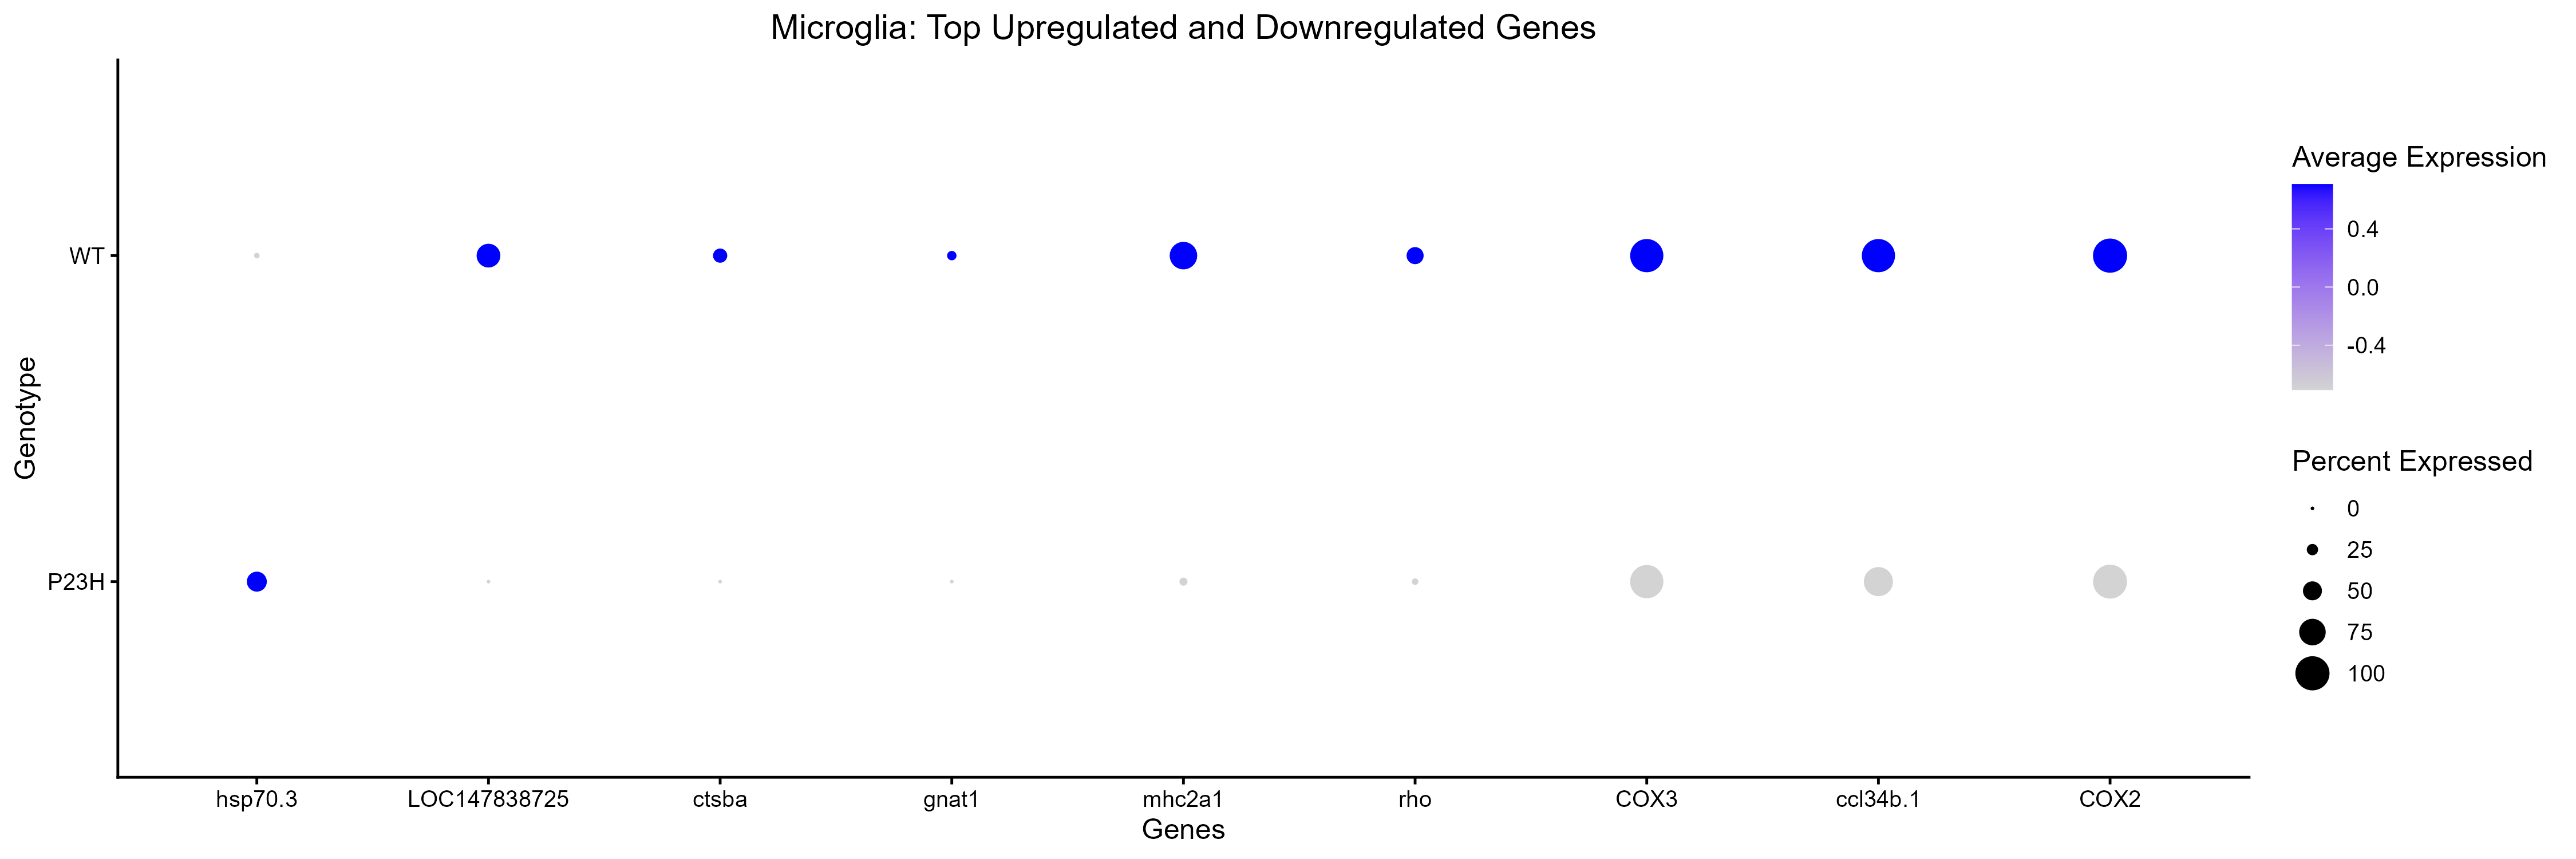 Microglia: Top Upregulated and Downregulated Genes
Genotype
WT
P23H
hsp70.3 LOC147838725 ctsba gnat1 mhc2a1 rho COX3 ccl34b.1 COX2
Genes
Average Expression
0.4
0.0
-0.4
Percent Expressed
0
25
50
75
100